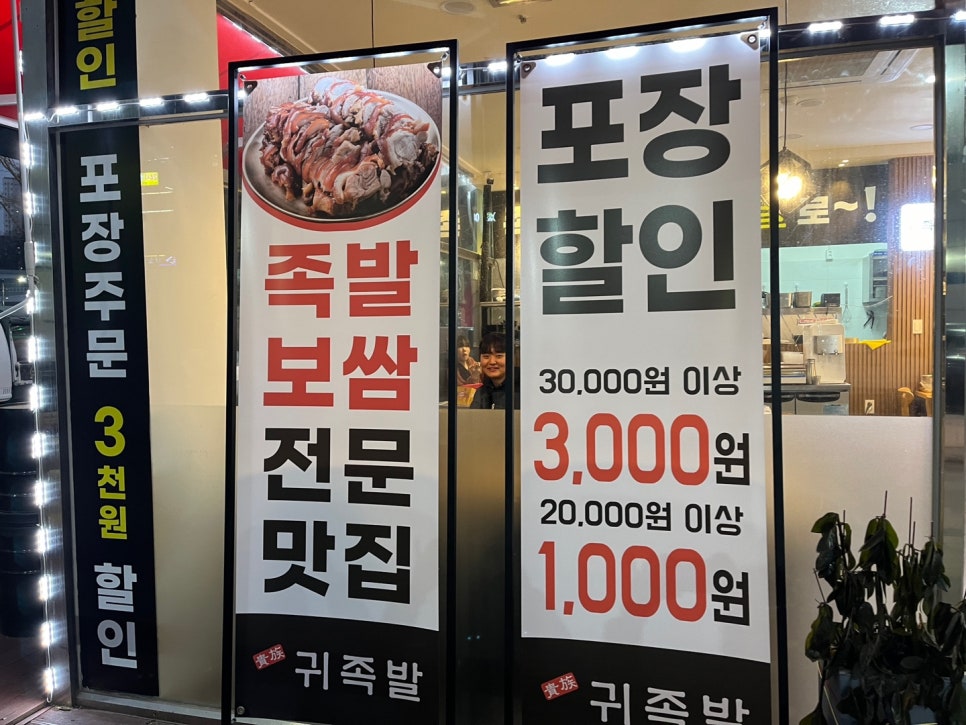 할인
포장주문 3천원 할인
족발
보쌈
전문
맛집
貴族 귀족발
포장
할인
30,000원 이상
3,000원
20,000원 이상
1,000원
貴族 귀족발
로~!